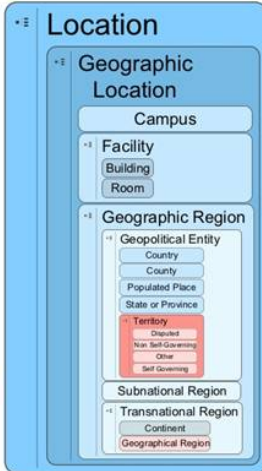 Location
Geographic
Location
Campus
Facility
Building
Room
Geographic Region
Geopolitical Entity
Country
County
Populated Place
State or Province
Territory
Disputed
Non Self-Governing
Other
Self Governing
Subnational Region
Transnational Region
Continent
Geographical Region